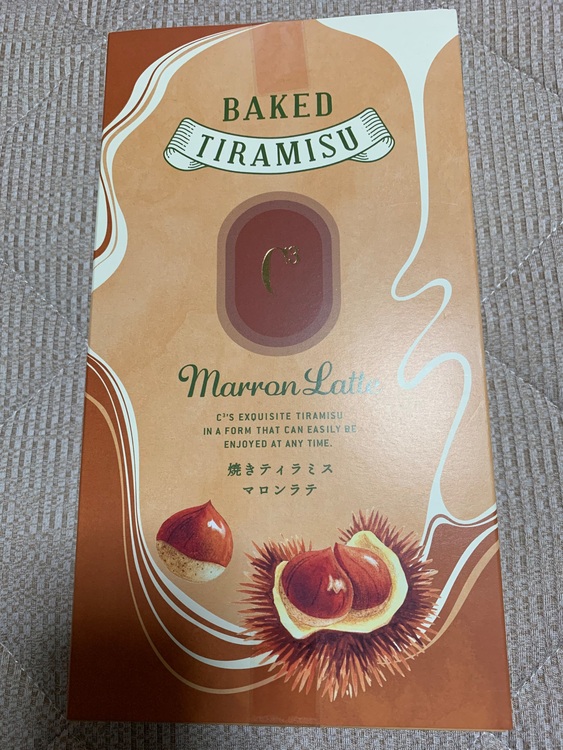 BAKED
TIRAMISU
C³
Marron Latte
C³'S EXQUISITE TIRAMISU
IN A FORM THAT CAN EASILY BE
ENJOYED AT ANY TIME.
焼きティラミス
マロンラテ